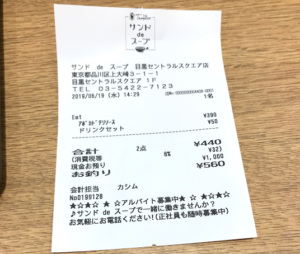 サンド
de
スープ
サンド de スープ 目黒セントラルスクエア店
東京都品川区上大崎3-1-1
目黒セントラルスクエア 1F
TEL 03-5422-7123
2018/06/19 (火) 14:29
1名
Eat
¥390
ドリンクセット ¥50
合計 2点 ¥440
(消費税等 8% ¥32)
現金お預り ¥1,000
お釣り ¥560
会計担当 カシム
No0199128
★☆★☆ ★ ☆アルバイト募集中★ ☆ ★☆★☆
♪サンド de スープで一緒に働きませんか?
お気軽にお電話ください!(正社員も随時募集中)